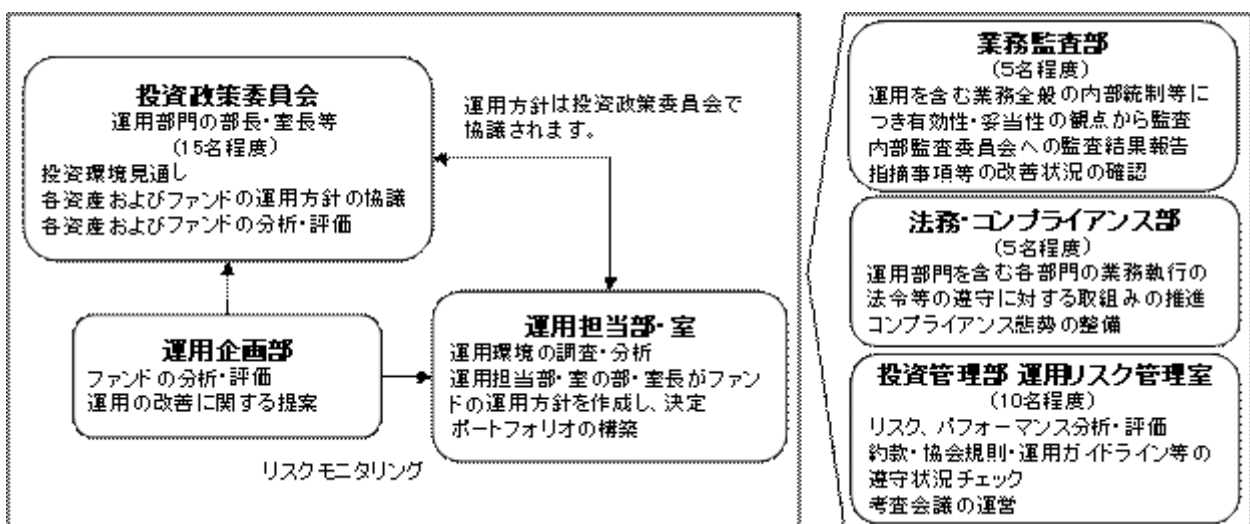 投資政策委員会
運用部門の部長・室長等
(15名程度)
投資環境見通し
各資産およびファンドの運用方針の協議
各資産およびファンドの分析・評価
運用方針は投資政策委員会で
協議されます。
運用企画部
ファンドの分析・評価
運用の改善に関する提案
運用担当部・室
運用環境の調査・分析
運用担当部・室の部・室長がファン
ドの運用方針を作成し、決定
ポートフォリオの構築
リスクモニタリング
業務監査部
(5名程度)
運用を含む業務全般の内部統制等に
つき有効性・妥当性の観点から監査
内部監査委員会への監査結果報告
指摘事項等の改善状況の確認
法務・コンプライアンス部
(5名程度)
運用部門を含む各部門の業務執行の
法令等の遵守に対する取組みの推進
コンプライアンス態勢の整備
投資管理部 運用リスク管理室
(10名程度)
リスク、パフォーマンス分析・評価
約款・協会規則・運用ガイドライン等の
遵守状況チェック
考査会議の運営